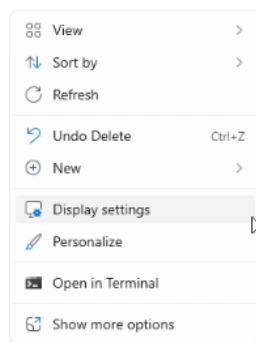 View
Sort by
Refresh
Undo Delete Ctrl+Z
New
Display settings
Personalize
Open in Terminal
Show more options